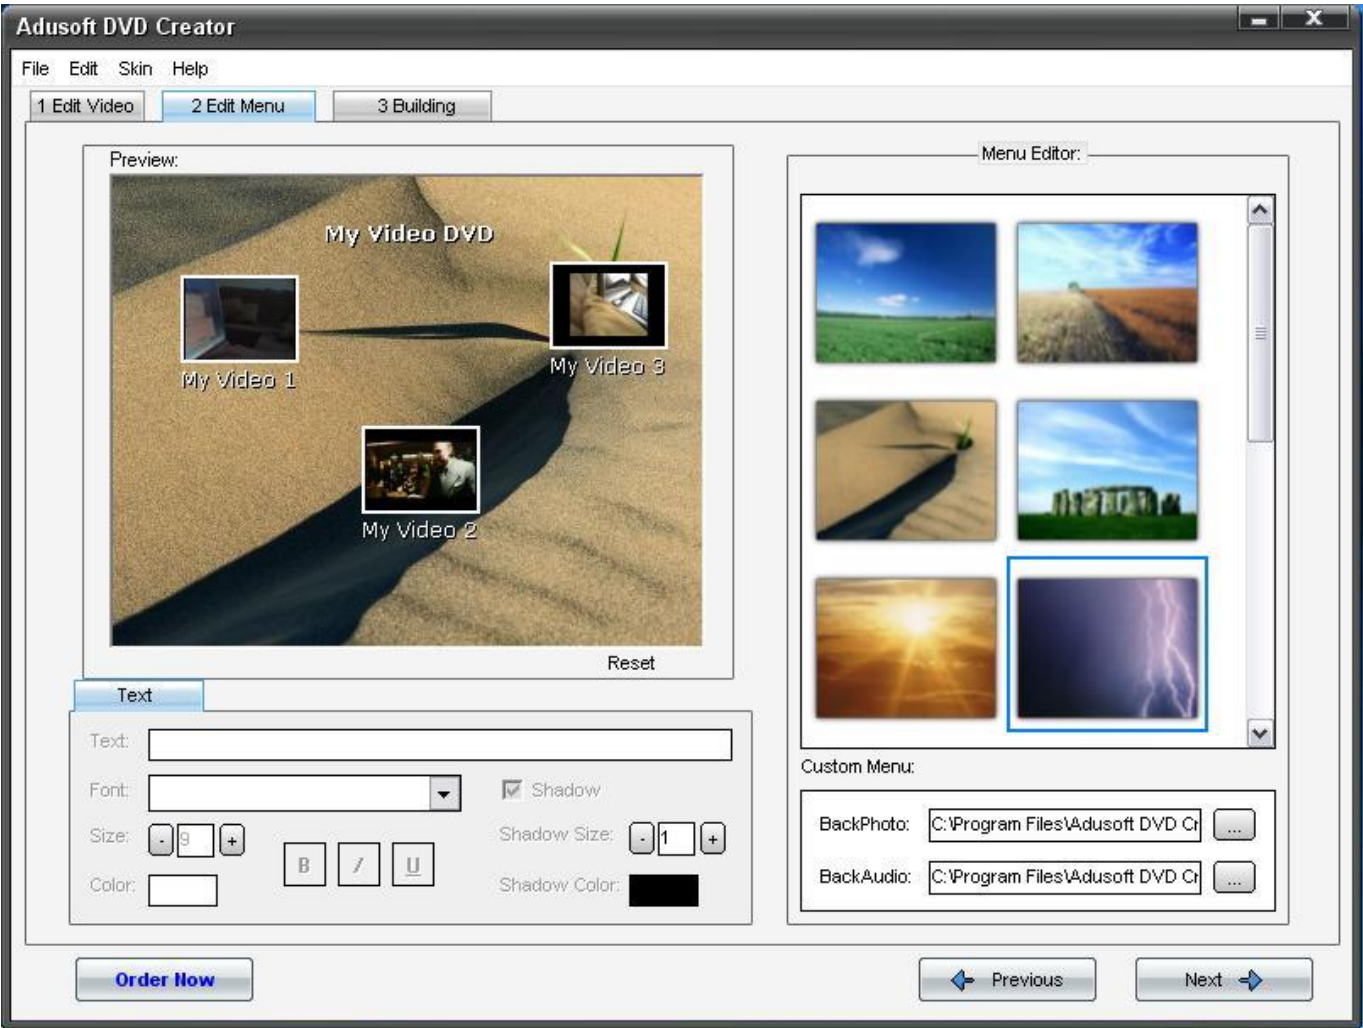 Adusoft DVD Creator
File Edit Skin Help
1 Edit Video 2 Edit Menu 3 Building
Preview:
My Video DVD
My Video 1
My Video 3
My Video 2
Reset
Text
Text:
Font:
Shadow
Size: - 9 +
B I U
Shadow Size: - 1 +
Color:
Shadow Color:
Menu Editor:
Custom Menu:
BackPhoto: C:\Program Files\Adusoft DVD Cr ...
BackAudio: C:\Program Files\Adusoft DVD Cr ...
Order Now
Previous
Next